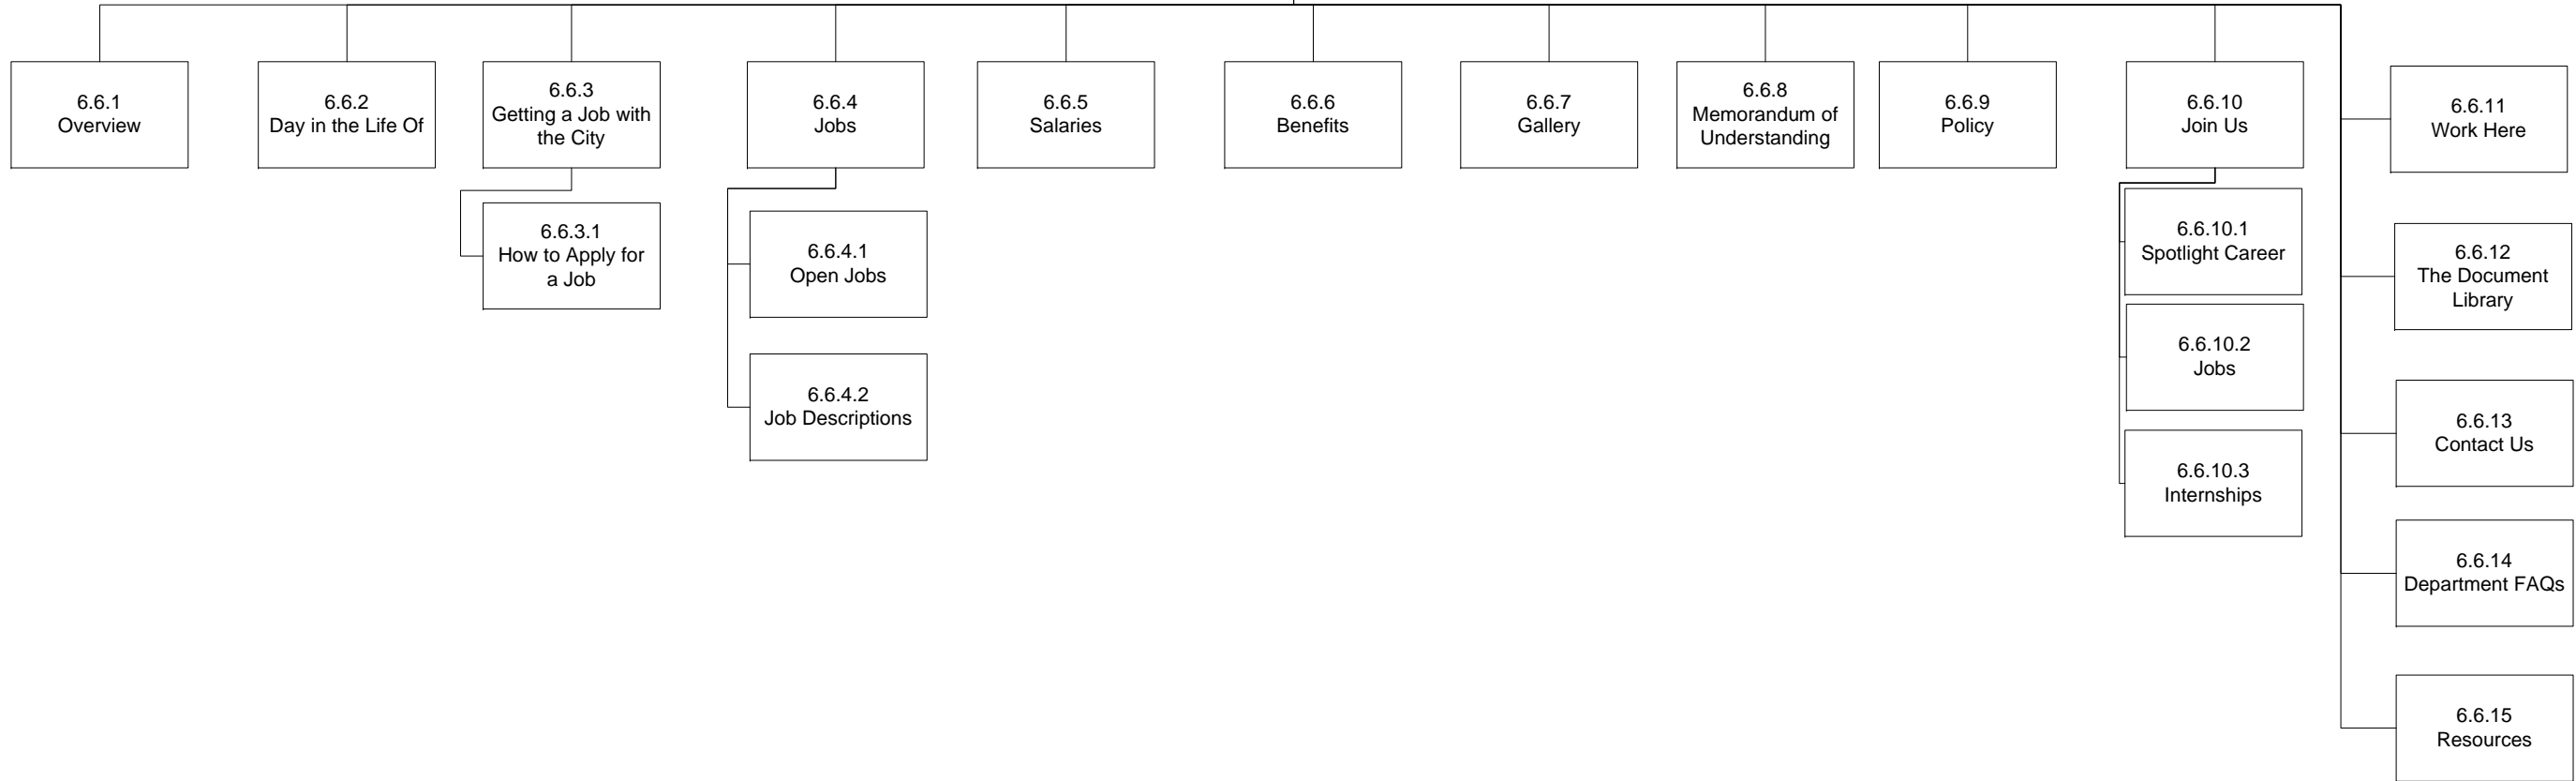 6.6.1
Overview
6.6.2
Day in the Life Of
6.6.3
Getting a Job with
the City
6.6.4
Jobs
6.6.5
Salaries
6.6.6
Benefits
6.6.7
Gallery
6.6.8
Memorandum of
Understanding
6.6.9
Policy
6.6.10
Join Us
6.6.11
Work Here
6.6.3.1
How to Apply for
a Job
6.6.4.1
Open Jobs
6.6.4.2
Job Descriptions
6.6.10.1
Spotlight Career
6.6.10.2
Jobs
6.6.10.3
Internships
6.6.12
The Document
Library
6.6.13
Contact Us
6.6.14
Department FAQs
6.6.15
Resources